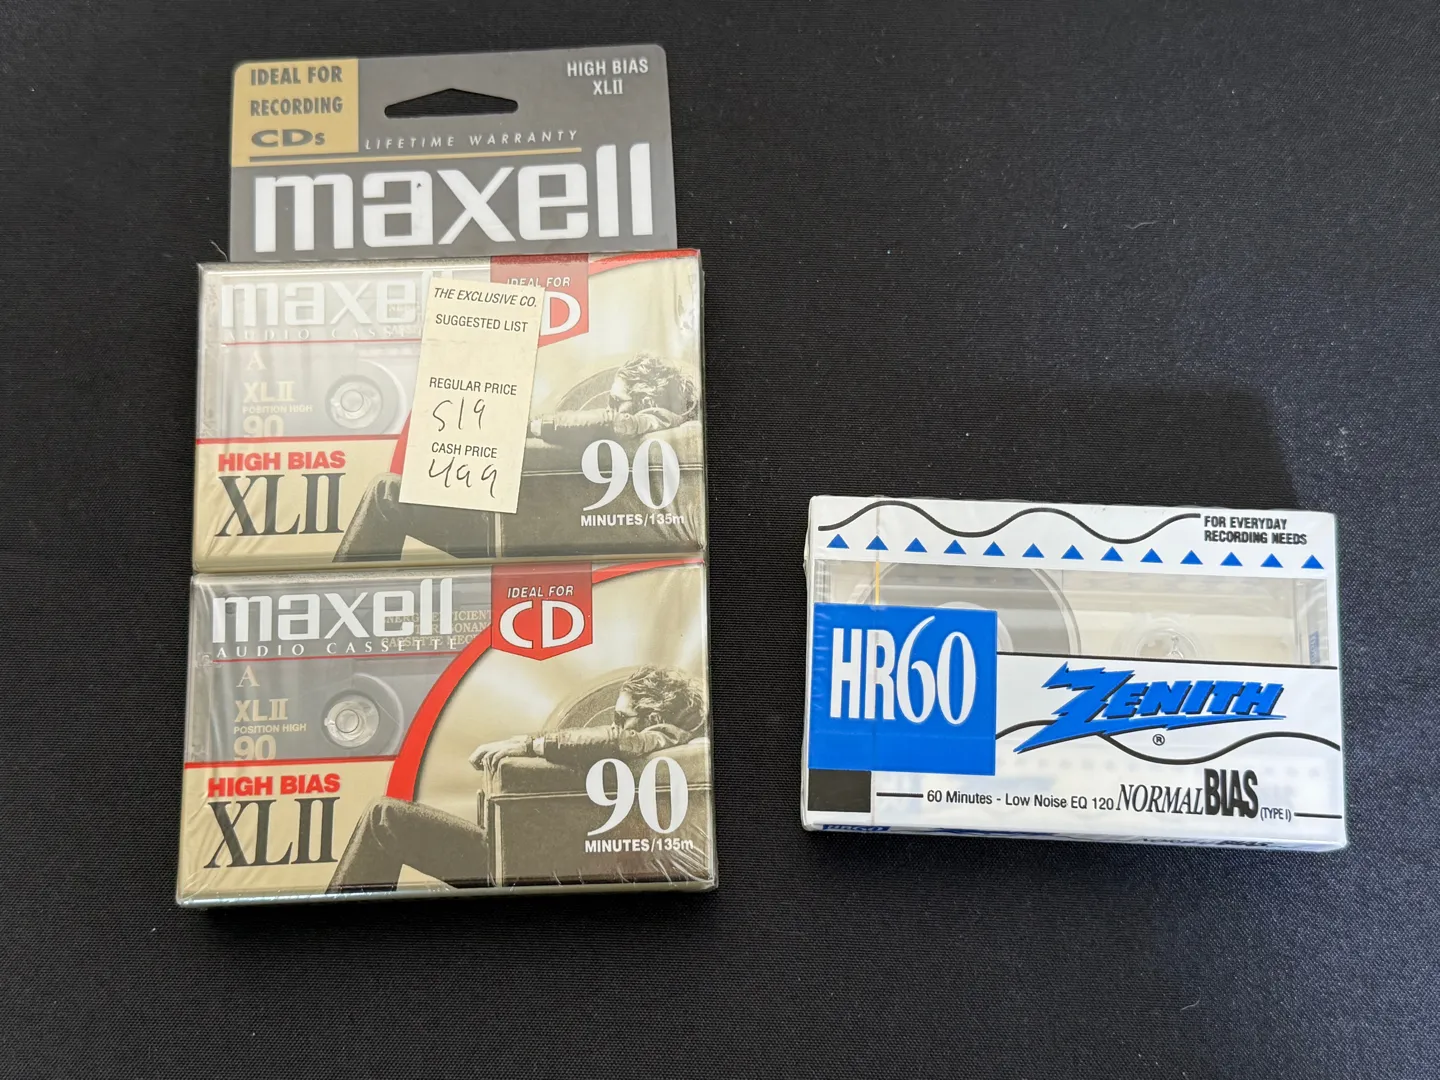 IDEAL FOR
RECORDING
CDs
LIFETIME WARRANTY
HIGH BIAS
XLII
maxell
maxell
AUDIO CASS
IDEAL FOR
D
THE EXCLUSIVE CO.
SUGGESTED LIST
REGULAR PRICE
519
CASH PRICE
499
A
XLII
POSITION HIGH
90
HIGH BIAS
XLII
90
MINUTES/135m
maxell
AUDIO CASSETTE
IDEAL FOR
CD
A
XLII
POSITION HIGH
90
HIGH BIAS
XLII
90
MINUTES/135m
FOR EVERYDAY
RECORDING NEEDS
HR60
ZENITH
®
60 Minutes - Low Noise EQ 120 NORMAL BIAS (TYPE I)
HR60